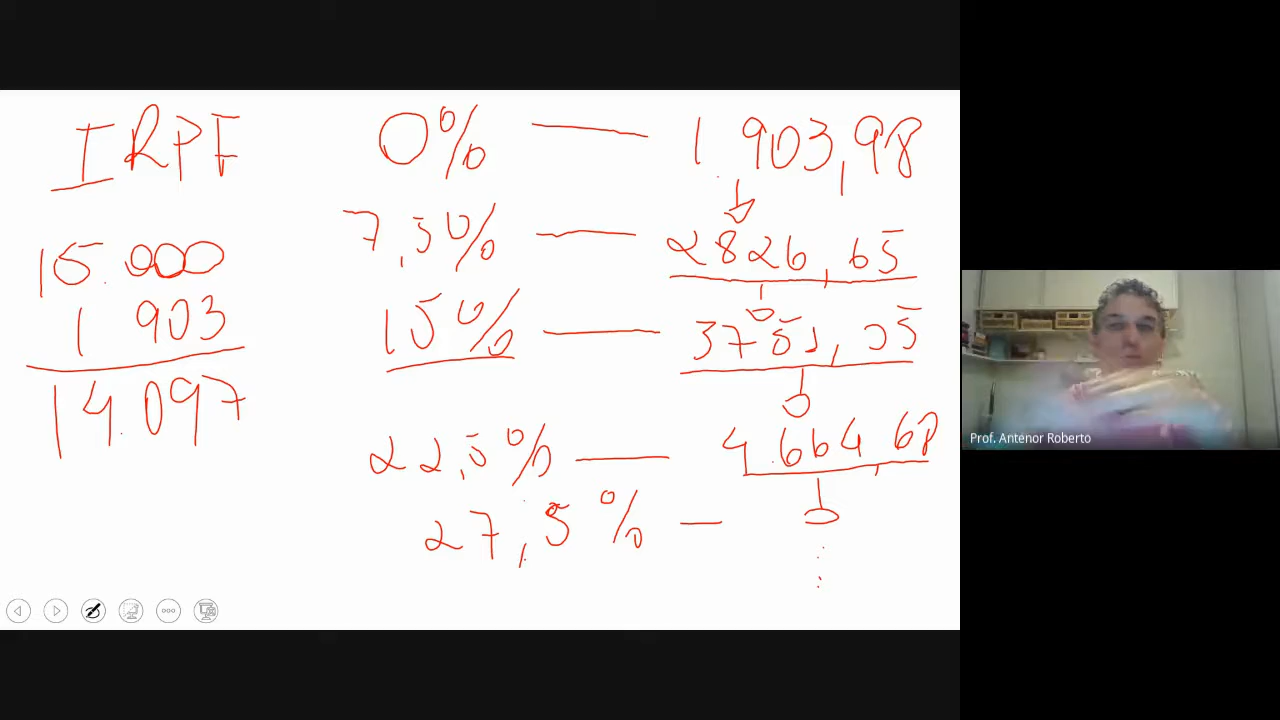 IRPF
15.000
1 903
14.097
0% — 1.903,98
7,5% — 2826,65
15% — 3751,05
22,5% — 4.664,68
27,5% —
Prof. Antenor Roberto